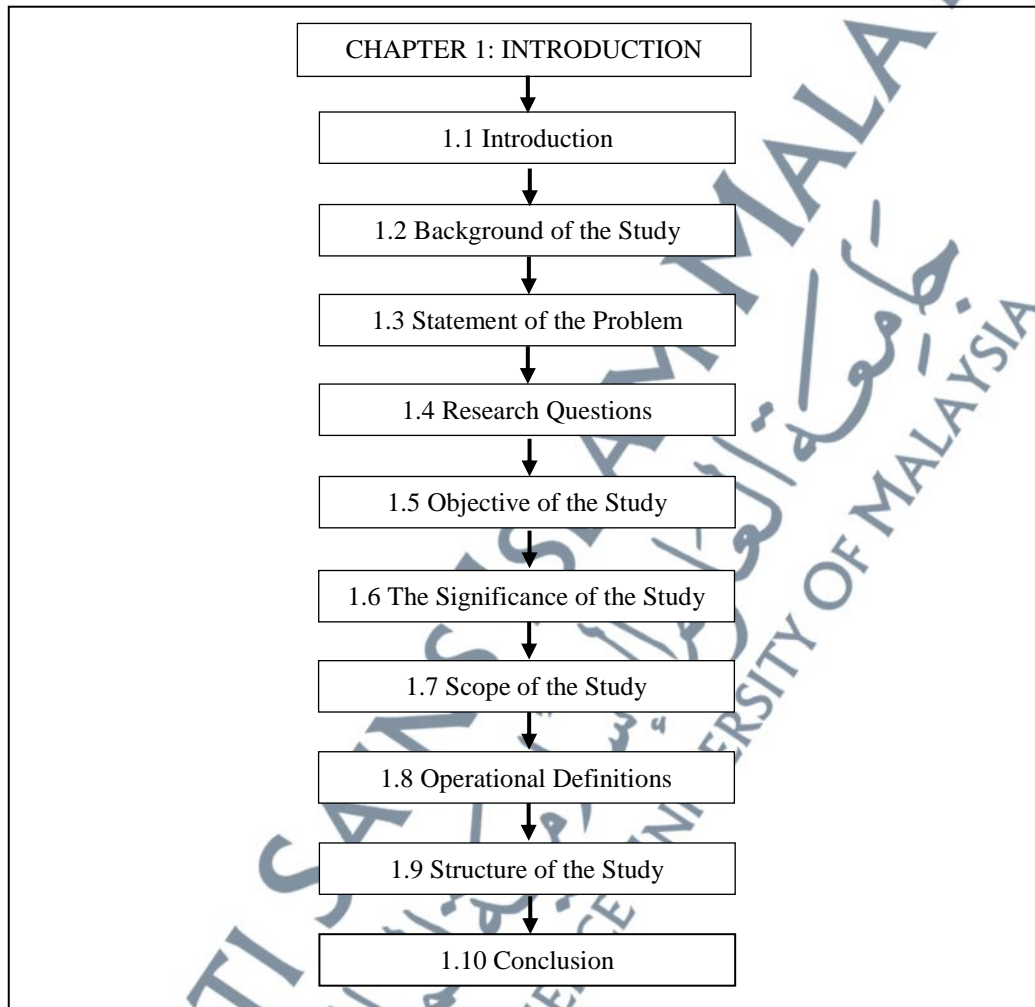 CHAPTER 1: INTRODUCTION
1.1 Introduction
1.2 Background of the Study
1.3 Statement of the Problem
1.4 Research Questions
1.5 Objective of the Study
1.6 The Significance of the Study
1.7 Scope of the Study
1.8 Operational Definitions
1.9 Structure of the Study
1.10 Conclusion
OF MALAYSIA